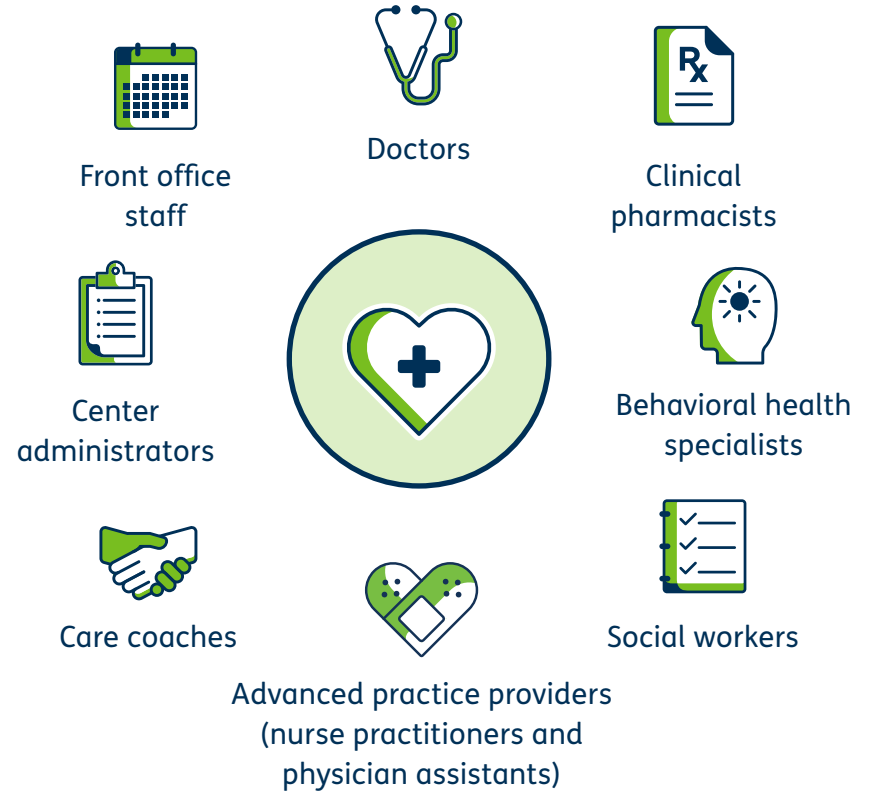 Doctors
Rx
Clinical
pharmacists
Behavioral health
specialists
Social workers
Advanced practice providers
(nurse practitioners and
physician assistants)
Care coaches
Center
administrators
Front office
staff